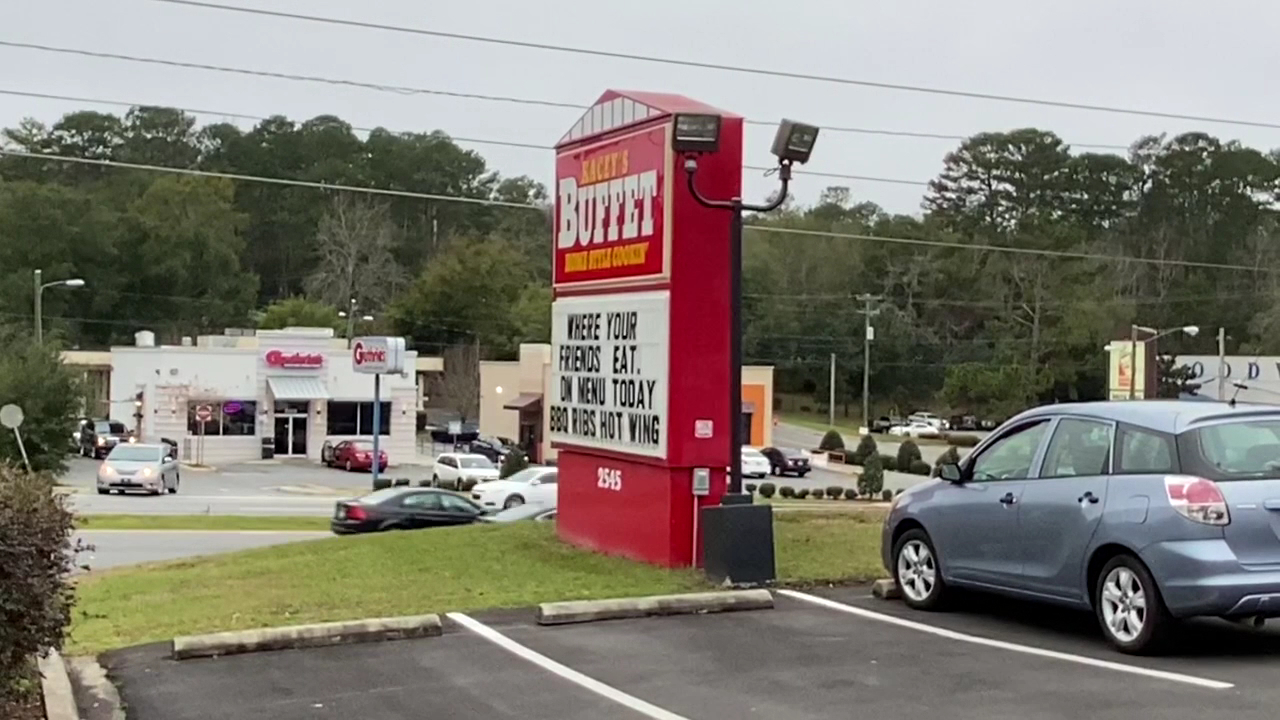 KACEY'S
BUFFET
HOME STYLE COOKIN'
WHERE YOUR
FRIENDS EAT.
ON MENU TODAY
BBQ RIBS HOT WING
2545
Guthrie's
Guthrie's
OOD